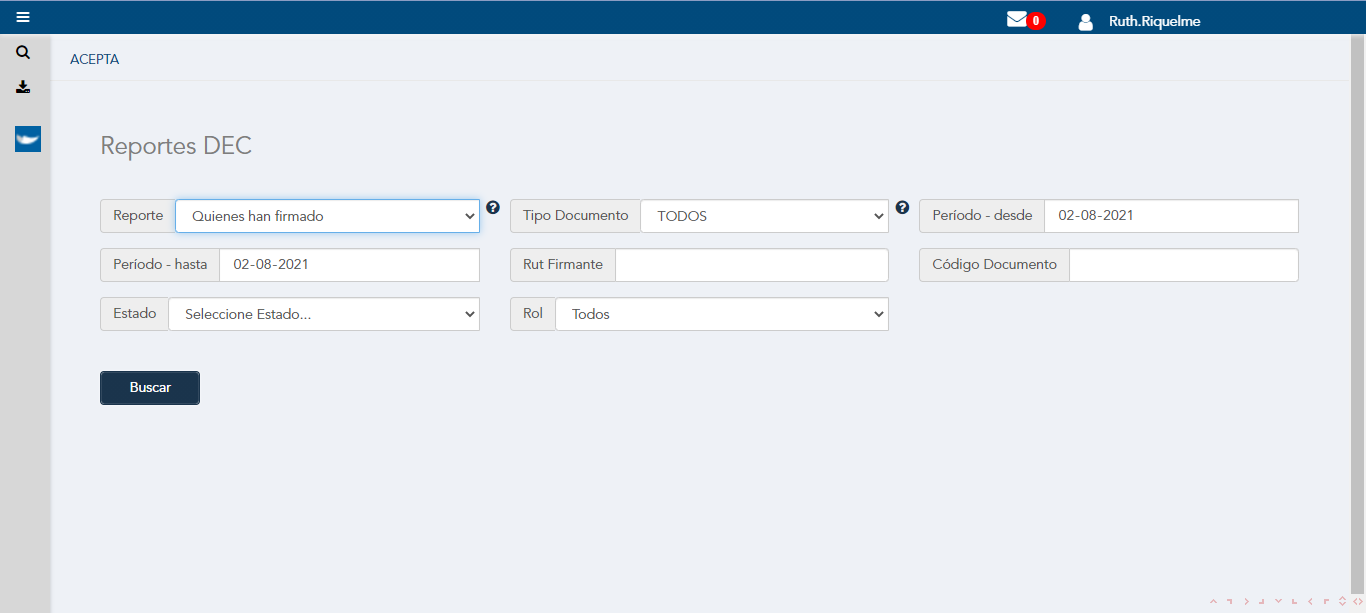 0 Ruth.Riquelme
ACEPTA
Reportes DEC
Reporte Quienes han firmado ? Tipo Documento TODOS ? Período - desde 02-08-2021
Período - hasta 02-08-2021 Rut Firmante Código Documento
Estado Seleccione Estado... Rol Todos
Buscar